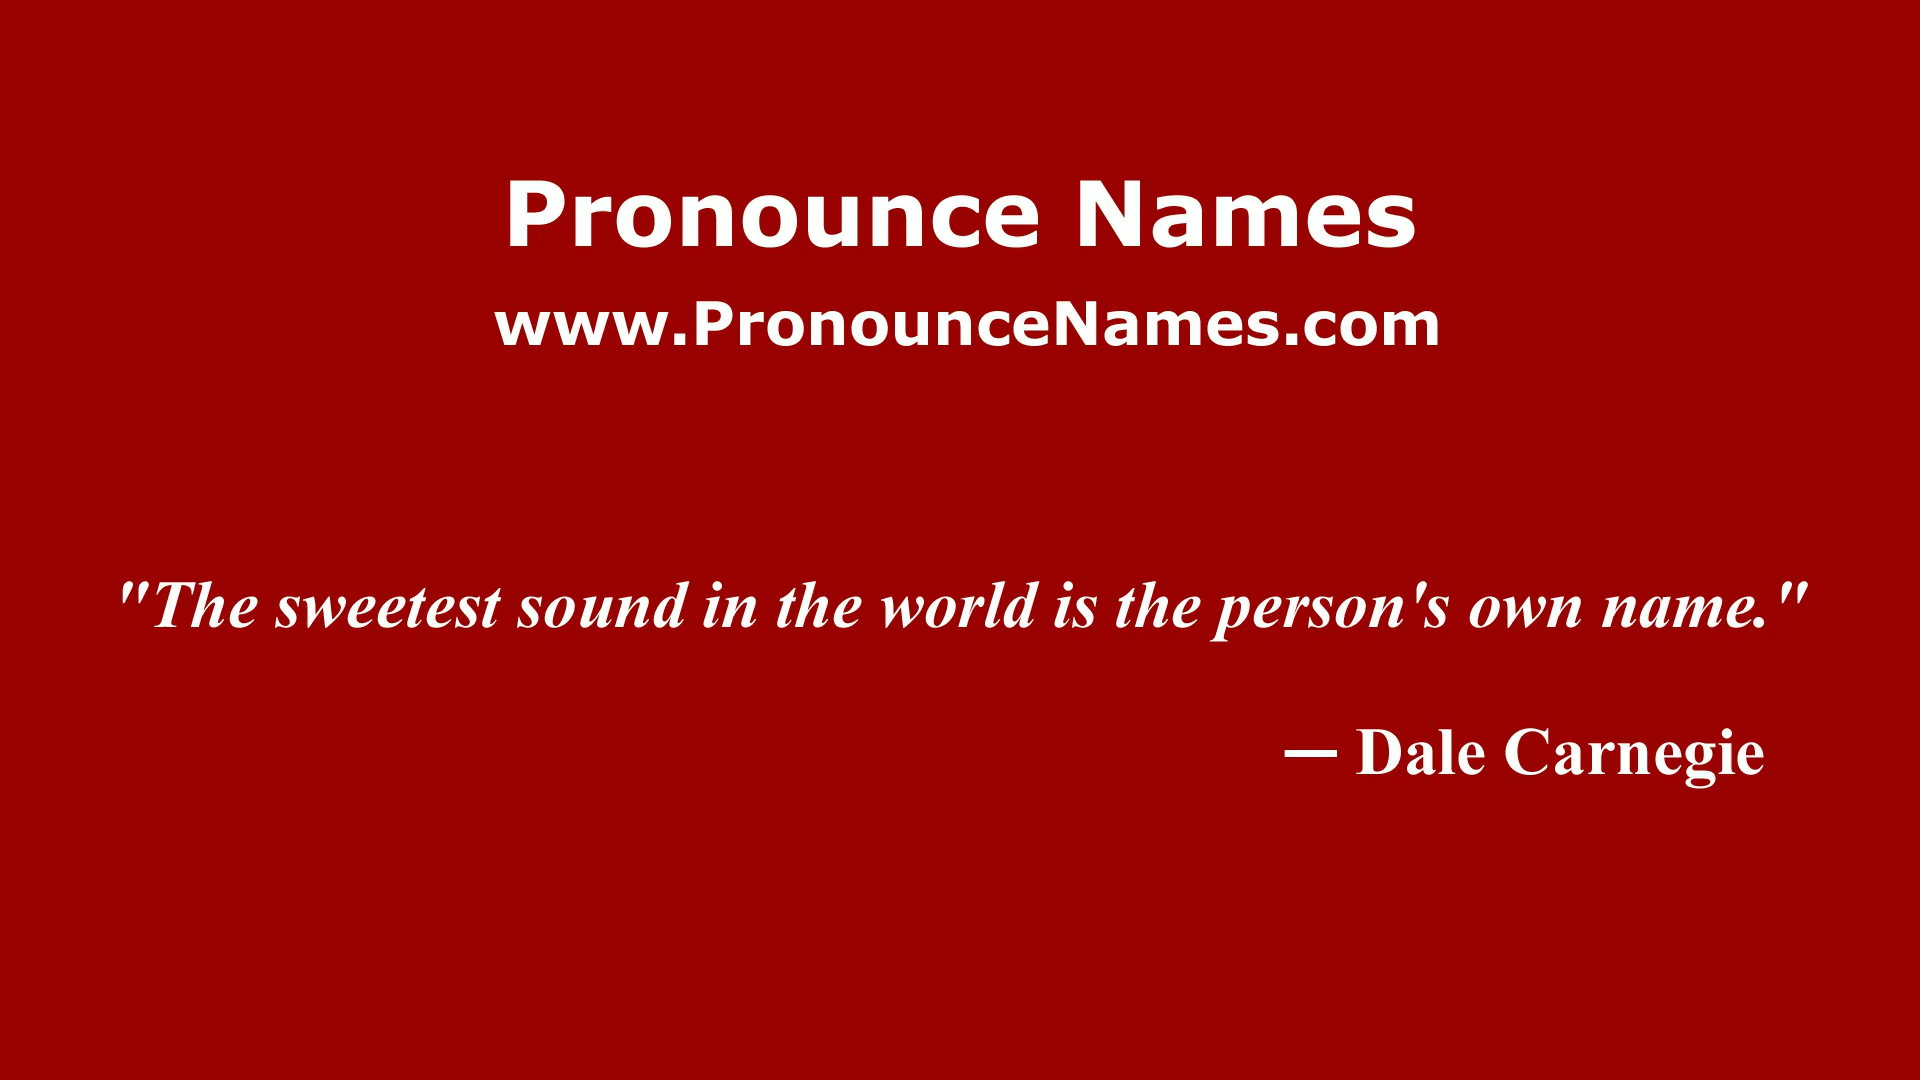 Pronounce Names
www.PronounceNames.com
"The sweetest sound in the world is the person's own name."
— Dale Carnegie